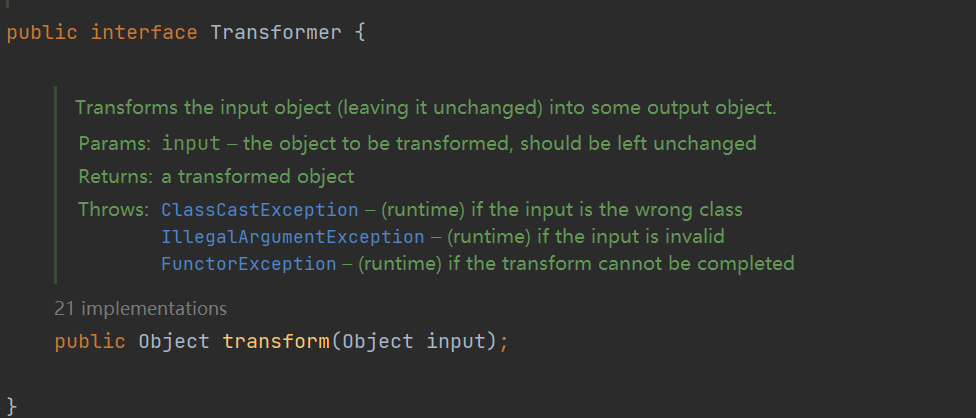 public interface Transformer {
Transforms the input object (leaving it unchanged) into some output object.
Params: input – the object to be transformed, should be left unchanged
Returns: a transformed object
Throws: ClassCastException – (runtime) if the input is the wrong class
IllegalArgumentException – (runtime) if the input is invalid
FunctorException – (runtime) if the transform cannot be completed
21 implementations
public Object transform(Object input);
}